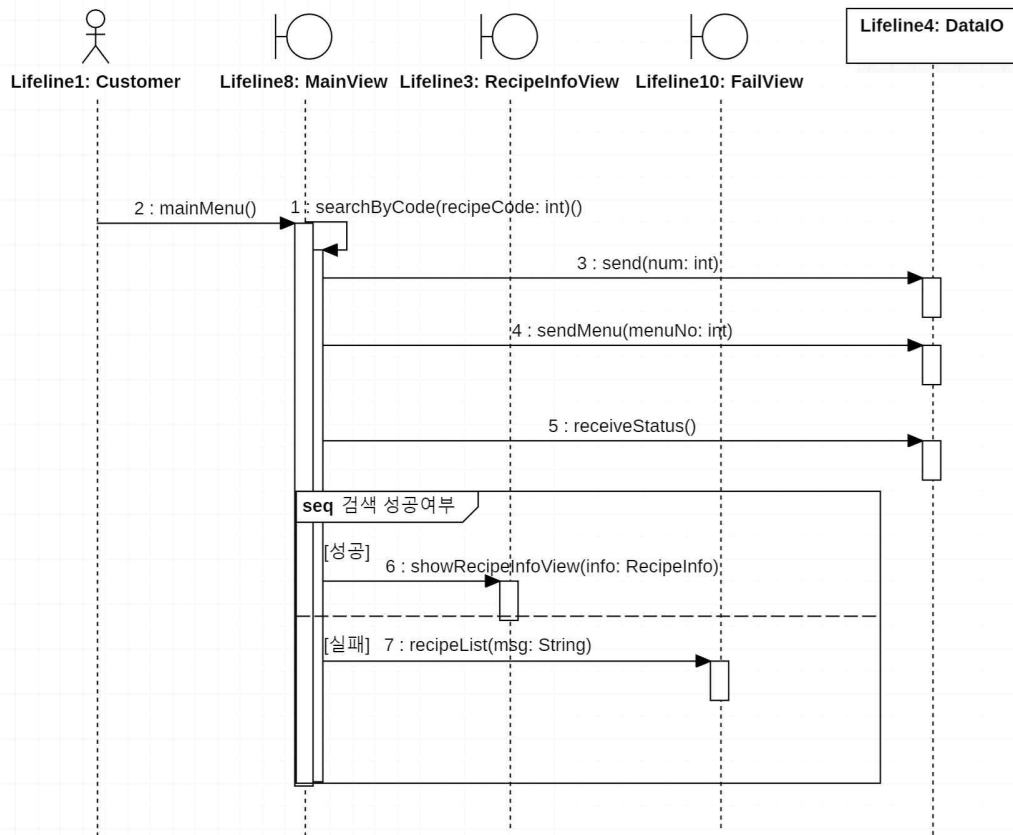 Lifeline1: Customer
Lifeline8: MainView
Lifeline3: RecipeInfoView
Lifeline10: FailView
Lifeline4: DataIO
2 : mainMenu()
1 : searchByCode(recipeCode: int)()
3 : send(num: int)
4 : sendMenu(menuNo: int)
5 : receiveStatus()
seq 검색 성공여부
[성공]
6 : showRecipeInfoView(info: RecipeInfo)
[실패] 7 : recipeList(msg: String)